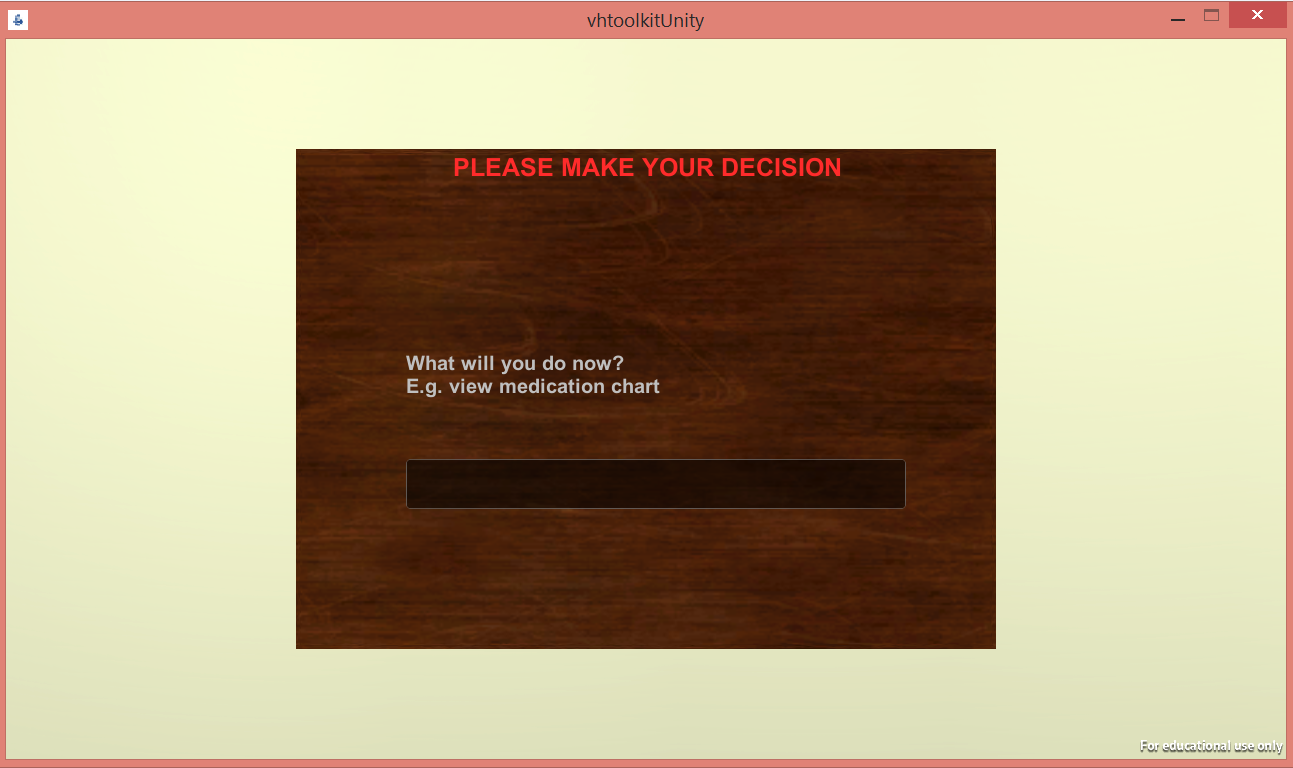 vhtoolkitUnity
PLEASE MAKE YOUR DECISION
What will you do now?
E.g. view medication chart
For educational use only